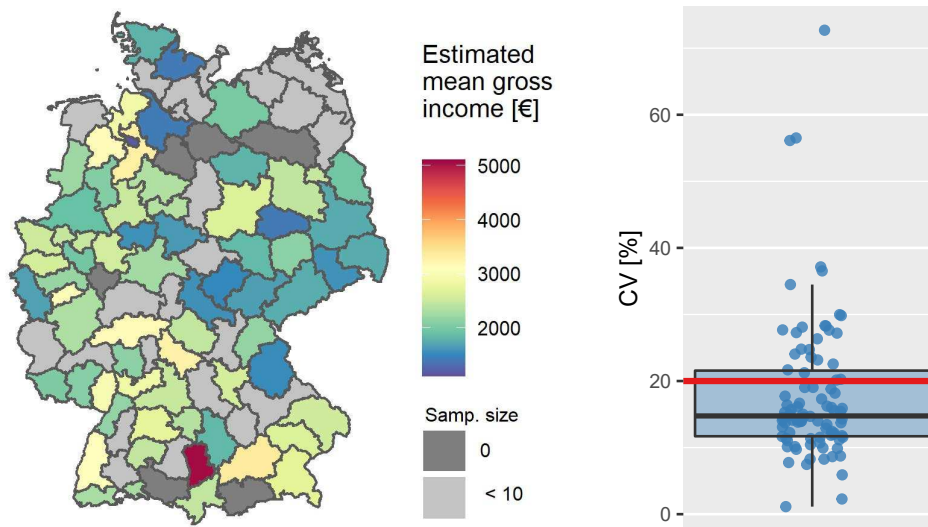 Estimated
mean gross
income [€]
5000
4000
3000
2000
Samp. size
0
< 10
CV [%]
60
40
20
0